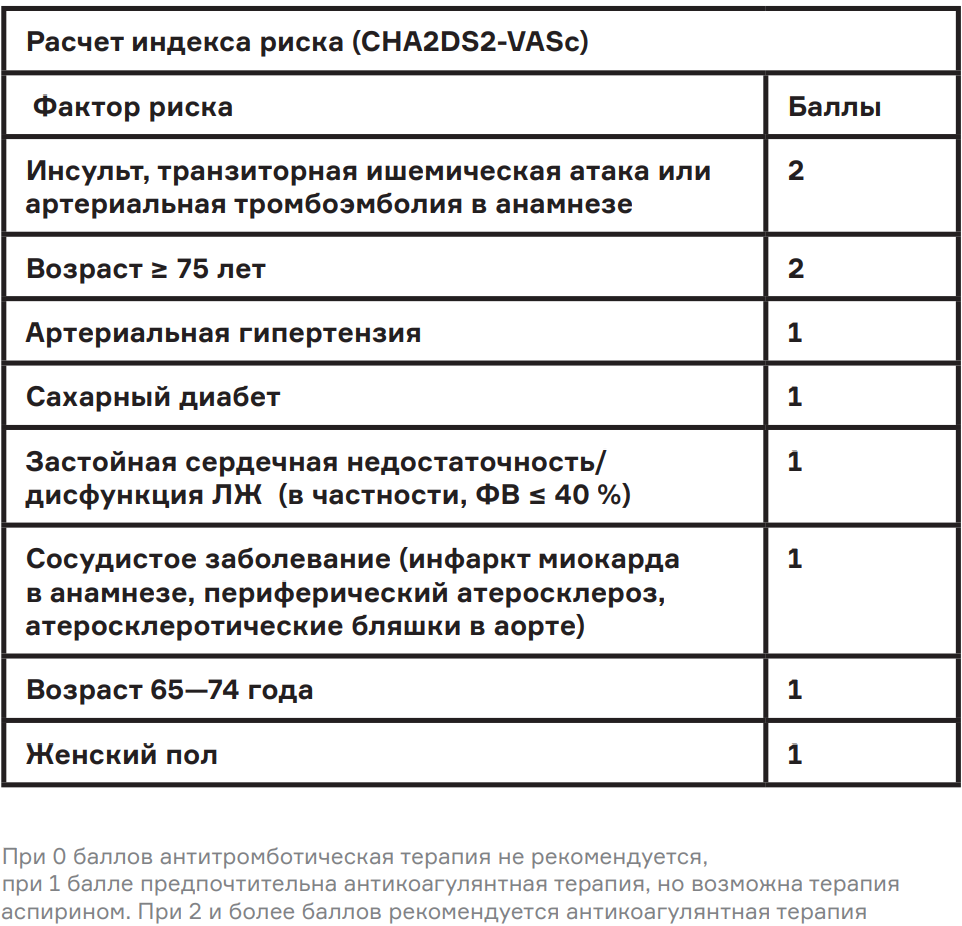 Расчет индекса риска (CHA2DS2-VASc)
Фактор риска
Баллы
Инсульт, транзиторная ишемическая атака или
артериальная тромбоэмболия в анамнезе
2
Возраст ≥ 75 лет
2
Артериальная гипертензия
1
Сахарный диабет
1
Застойная сердечная недостаточность/
дисфункция ЛЖ (в частности, ФВ ≤ 40 %)
1
Сосудистое заболевание (инфаркт миокарда
в анамнезе, периферический атеросклероз,
атеросклеротические бляшки в аорте)
1
Возраст 65—74 года
1
Женский пол
1
При 0 баллов антитромботическая терапия не рекомендуется,
при 1 балле предпочтительна антикоагулянтная терапия, но возможна терапия
аспирином. При 2 и более баллов рекомендуется антикоагулянтная терапия